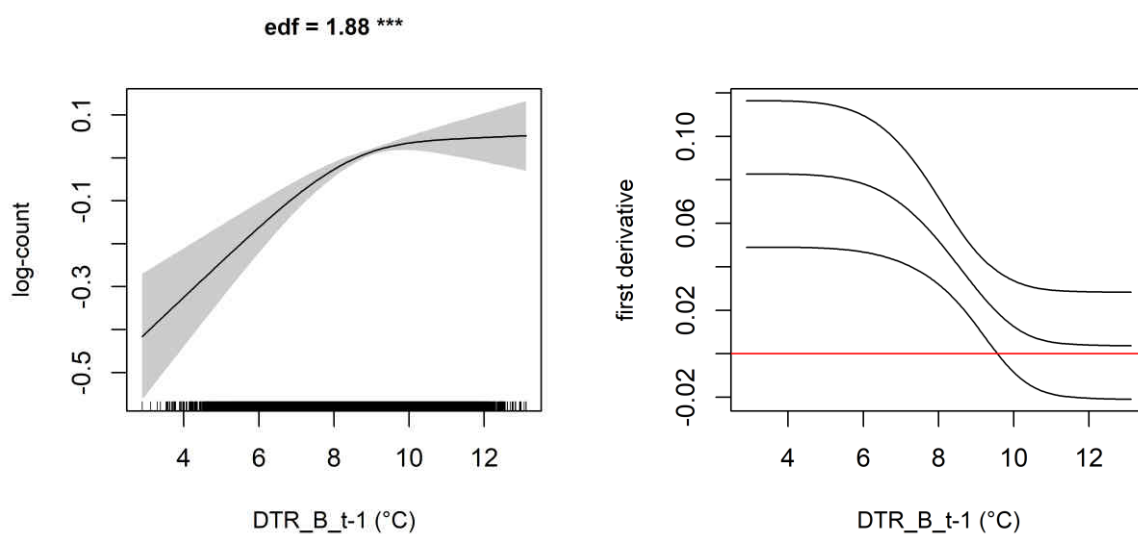 edf = 1.88 ***
log-count
0.1
-0.1
-0.3
-0.5
4 6 8 10 12
DTR_B_t-1 (°C)
first derivative
0.10
0.06
0.02
-0.02
4 6 8 10 12
DTR_B_t-1 (°C)